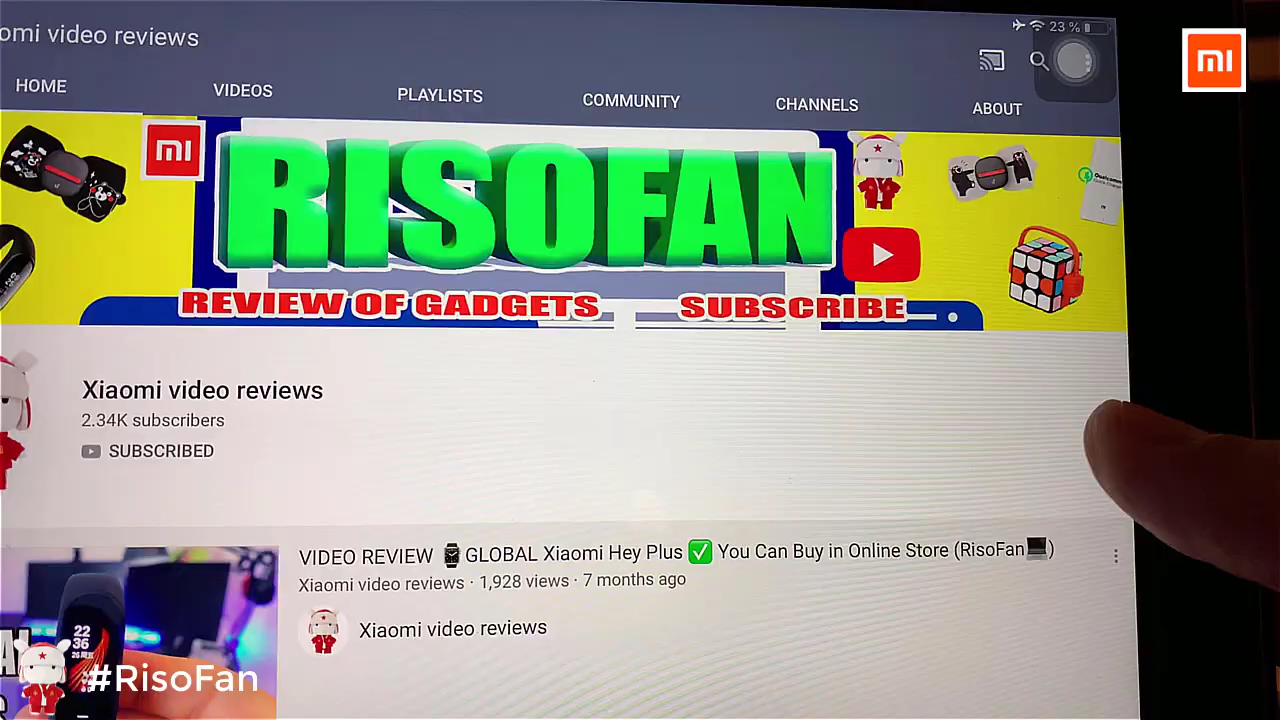 omi video reviews
23 %
HOME
VIDEOS
PLAYLISTS
COMMUNITY
CHANNELS
ABOUT
mi
mi
RISOFAN
REVIEW OF GADGETS
SUBSCRIBE
Xiaomi video reviews
2.34K subscribers
SUBSCRIBED
VIDEO REVIEW ⌚GLOBAL Xiaomi Hey Plus ✅ You Can Buy in Online Store (RisoFan💻)
Xiaomi video reviews · 1,928 views · 7 months ago
Xiaomi video reviews
22
36
#RisoFan